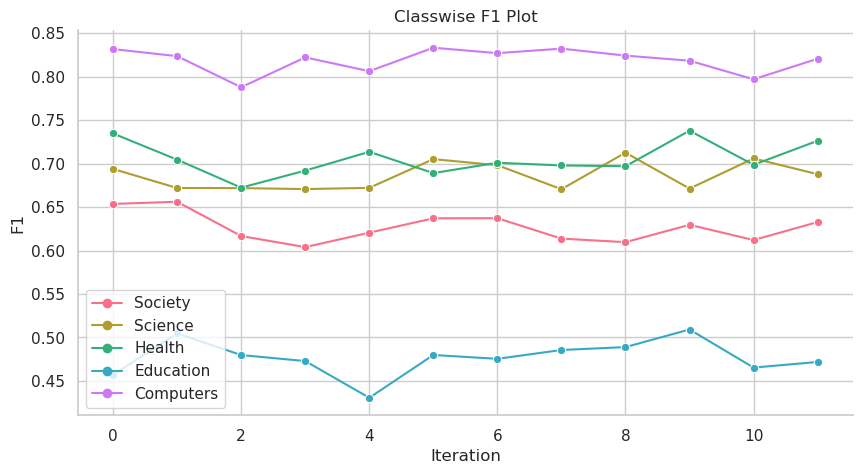 Classwise F1 Plot
F1
0.85
0.80
0.75
0.70
0.65
0.60
0.55
0.50
0.45
Society
Science
Health
Education
Computers
0 2 4 6 8 10
Iteration